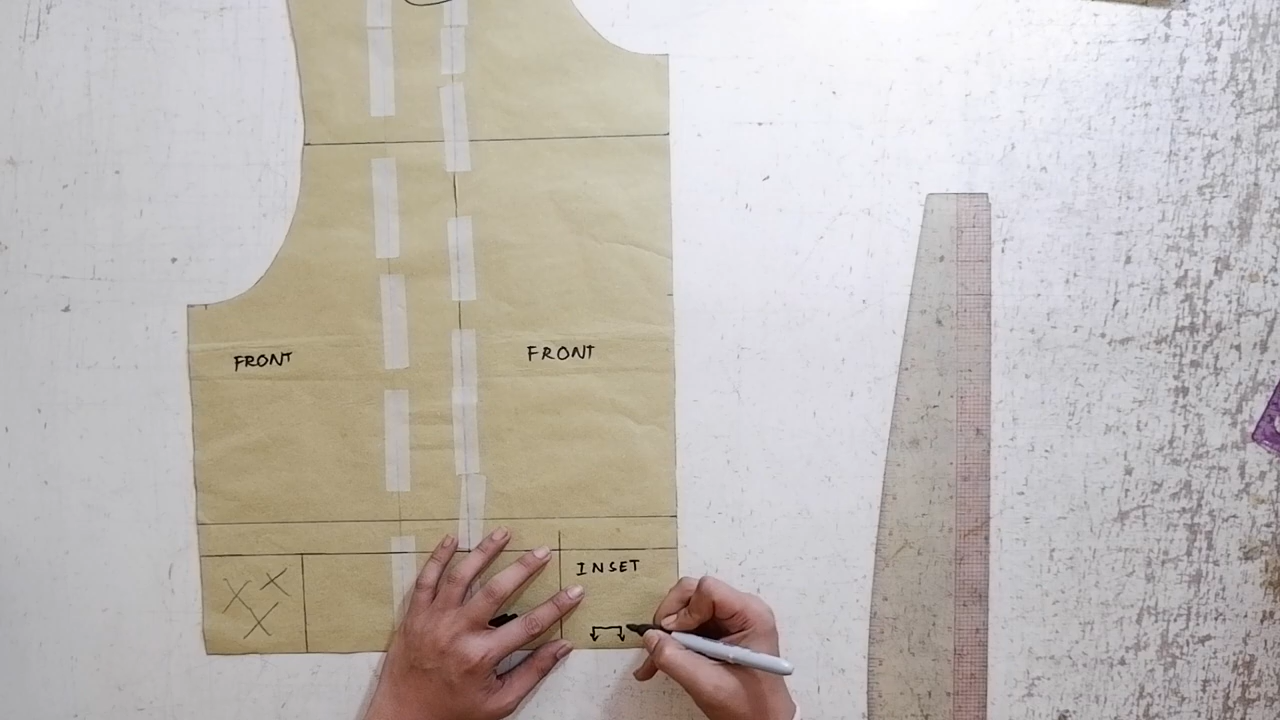 FRONT
FRONT
INSET
X X
X